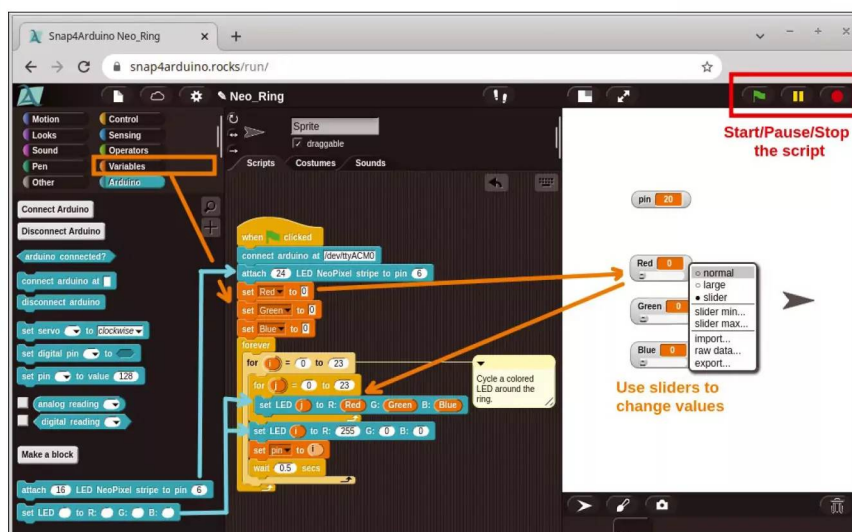 Snap4Arduino Neo_Ring
snap4arduino.rocks/run/
Neo_Ring
Motion
Control
Looks
Sensing
Sound
Operators
Pen
Variables
Other
Arduino
Connect Arduino
Disconnect Arduino
arduino connected?
connect arduino at
disconnect arduino
set servo to clockwise
set digital pin to
set pin to value 128
analog reading
digital reading
Make a block
attach 16 LED NeoPixel stripe to pin 6
set LED to R: G: B:
Sprite
draggable
Scripts Costumes Sounds
when clicked
connect arduino at /dev/ttyACM0
attach 24 LED NeoPixel stripe to pin 6
set Red to 0
set Green to 0
set Blue to 0
forever
for i = 0 to 23
for j = 0 to 23
set LED j to R: Red G: Green B: Blue
set LED i to R: 255 G: 0 B: 0
set pin to i
wait 0.5 secs
Cycle a colored
LED around the
ring.
Start/Pause/Stop
the script
pin 20
Red 0
Green 0
Blue 0
normal
large
slider
slider min...
slider max...
import...
raw data...
export...
Use sliders to
change values